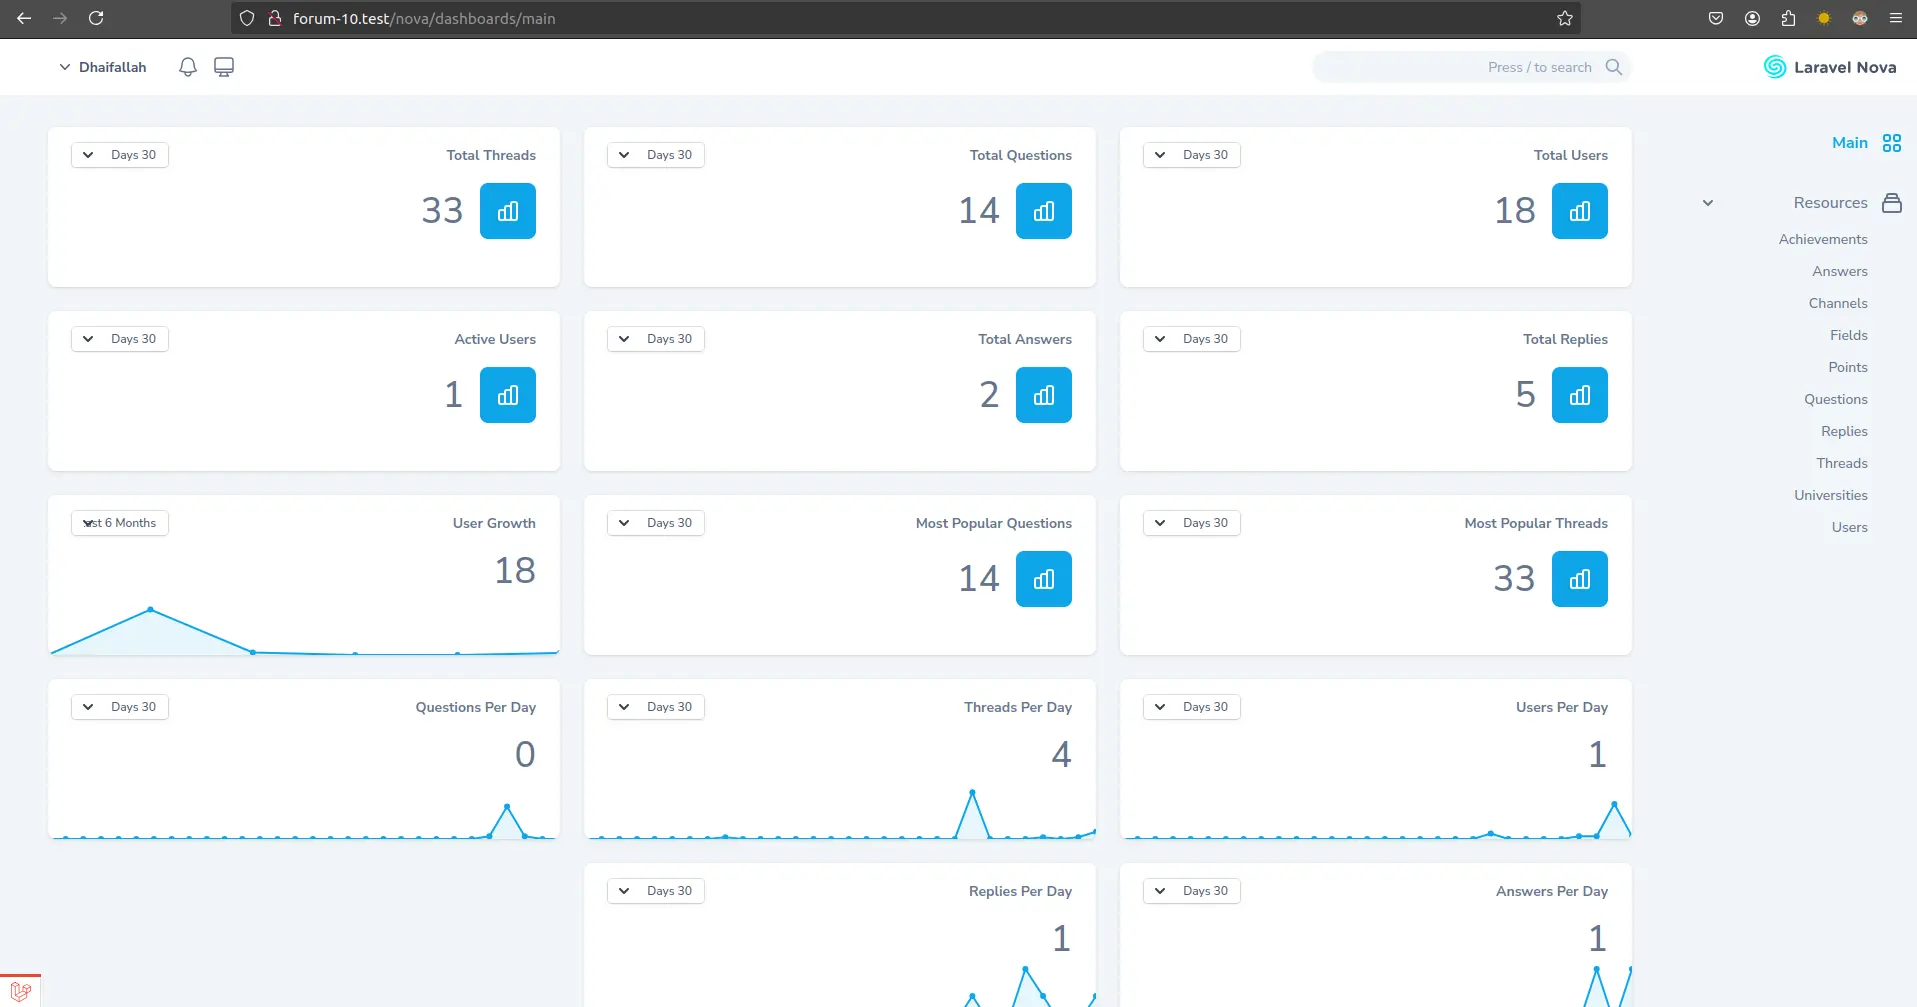 forum-10.test/nova/dashboards/main
Dhaifallah
Press / to search
Laravel Nova
Main
Resources
Achievements
Answers
Channels
Fields
Points
Questions
Replies
Threads
Universities
Users
Total Threads
Days 30
33
Total Questions
Days 30
14
Total Users
Days 30
18
Active Users
Days 30
1
Total Answers
Days 30
2
Total Replies
Days 30
5
User Growth
ast 6 Months
18
Most Popular Questions
Days 30
14
Most Popular Threads
Days 30
33
Questions Per Day
Days 30
0
Threads Per Day
Days 30
4
Users Per Day
Days 30
1
Replies Per Day
Days 30
1
Answers Per Day
Days 30
1